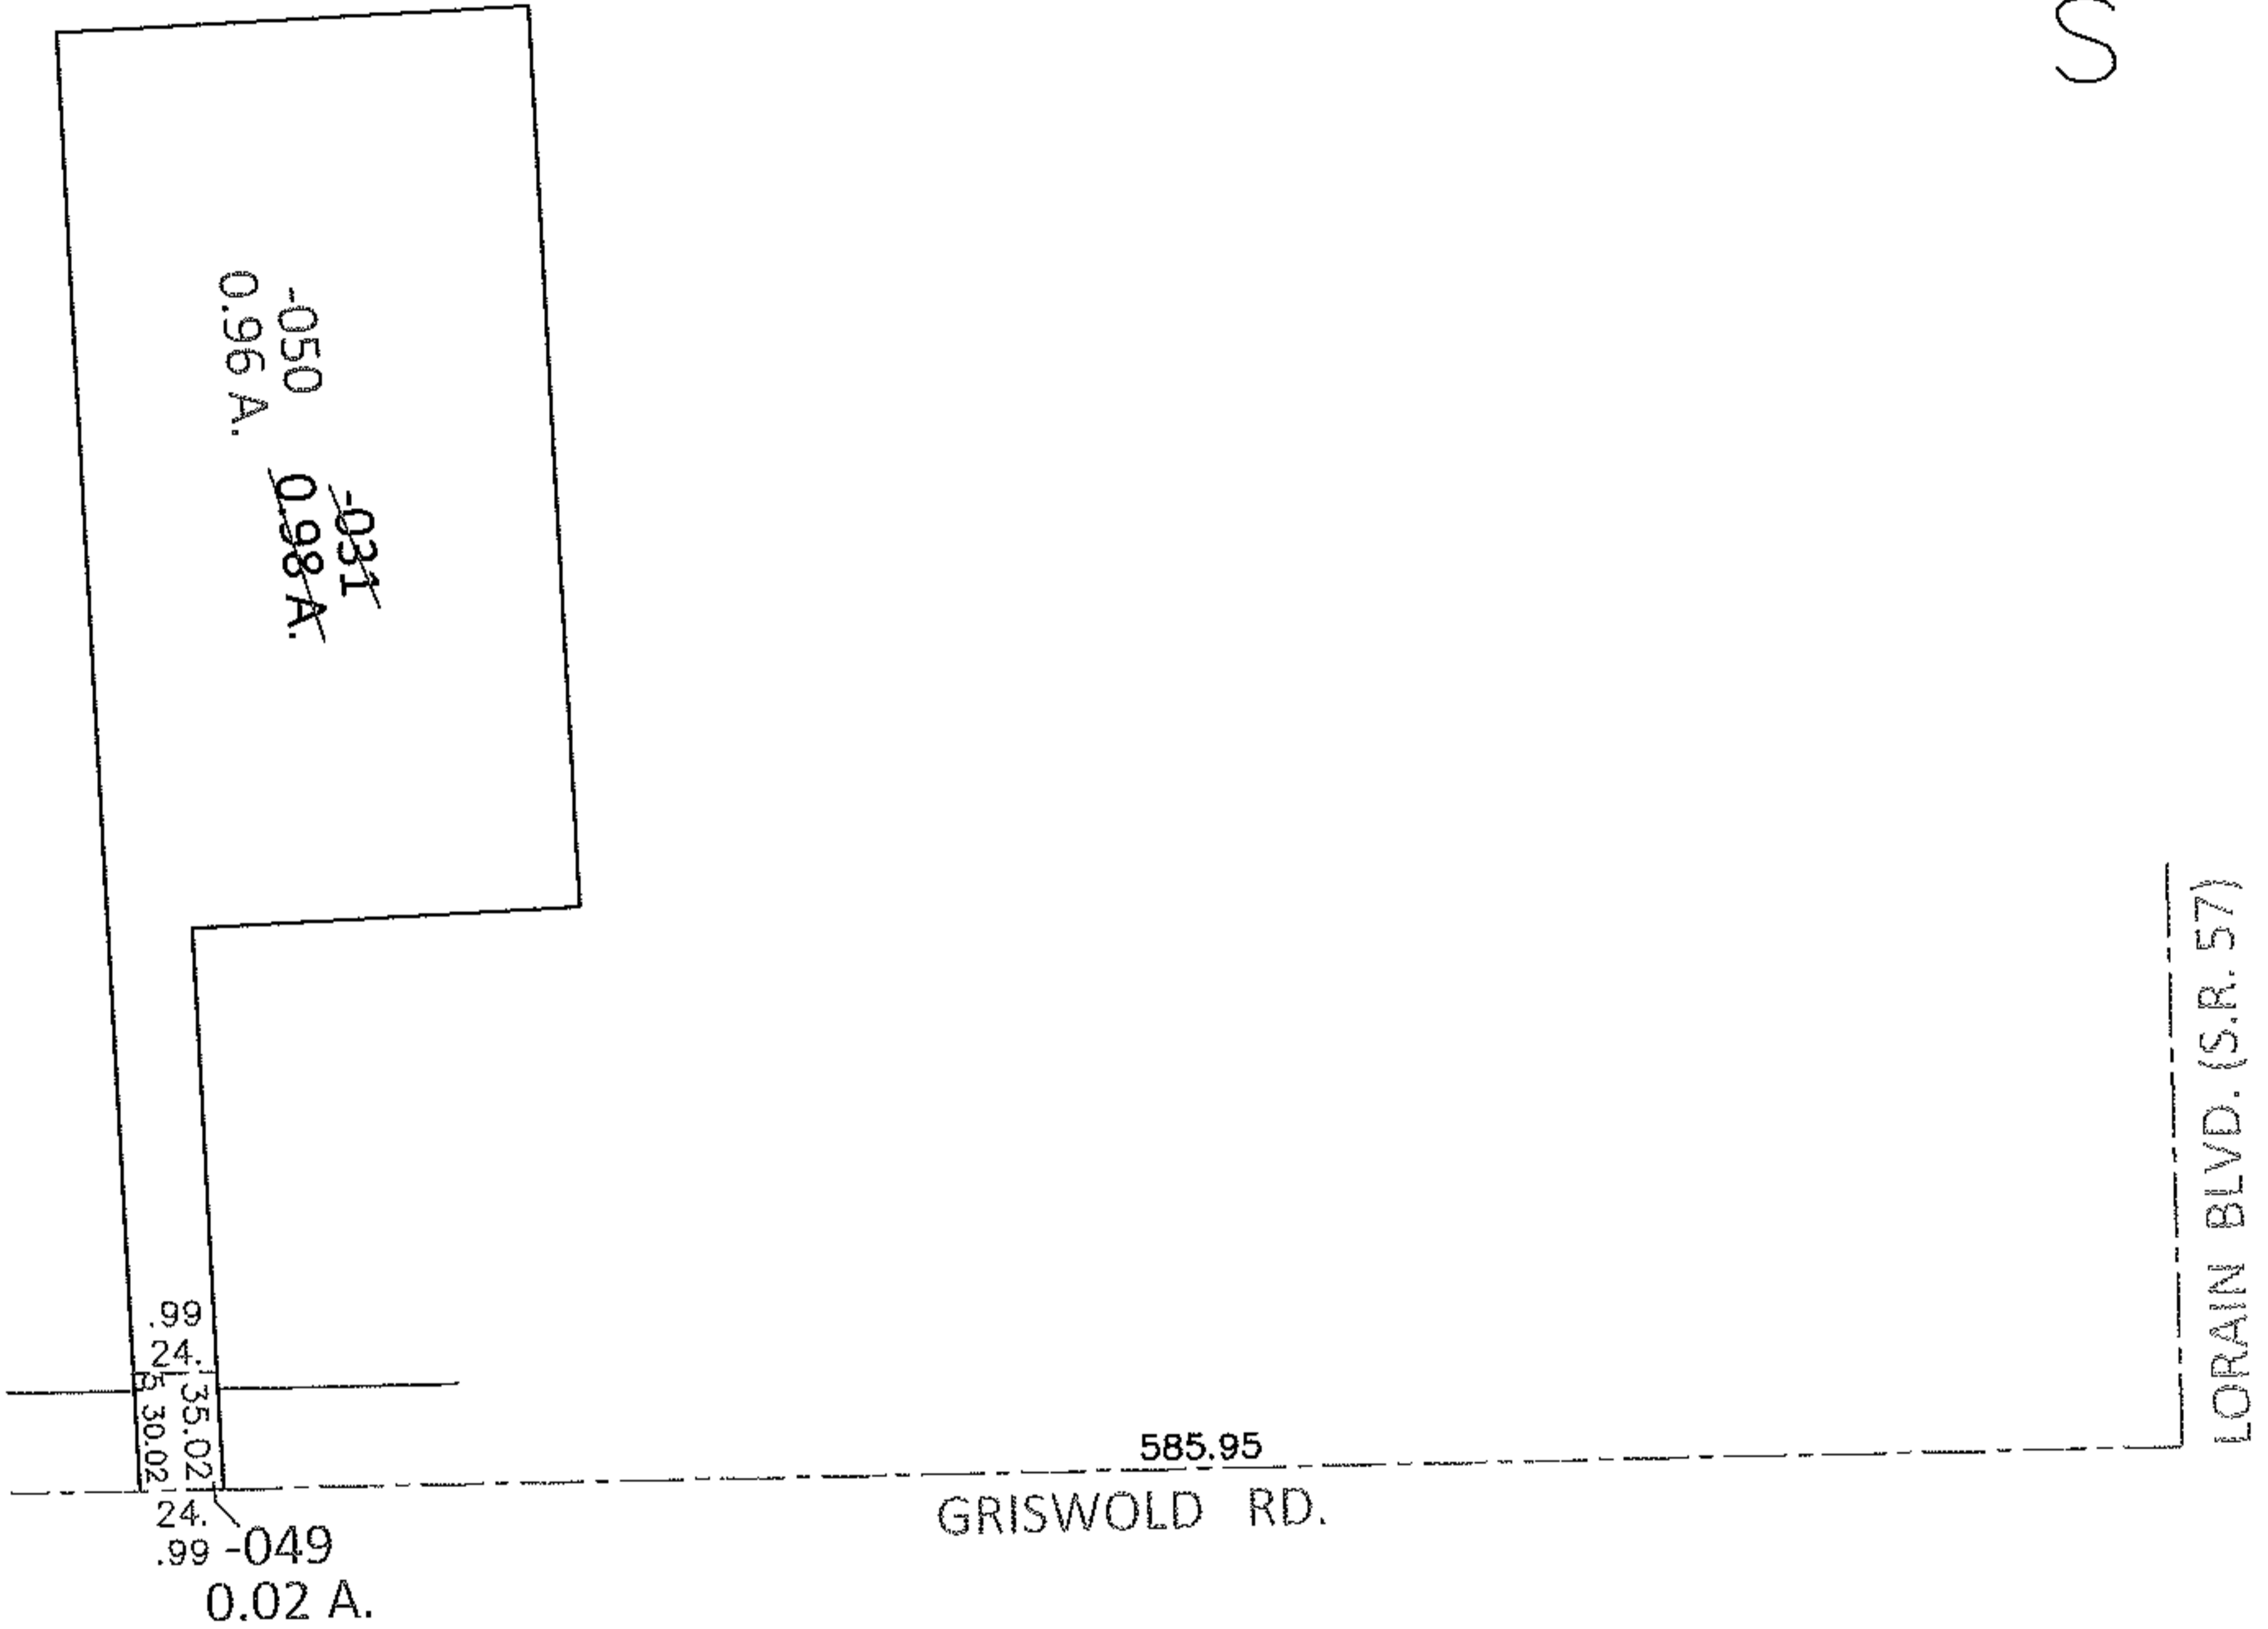 S
-050
0.96 A.
-031
0.98 A.
.99
24.
5
30.02
35.02
24.
.99
-049
0.02 A.
585.95
GRISWOLD RD.
LORAIN BLVD. (S.R. 57)